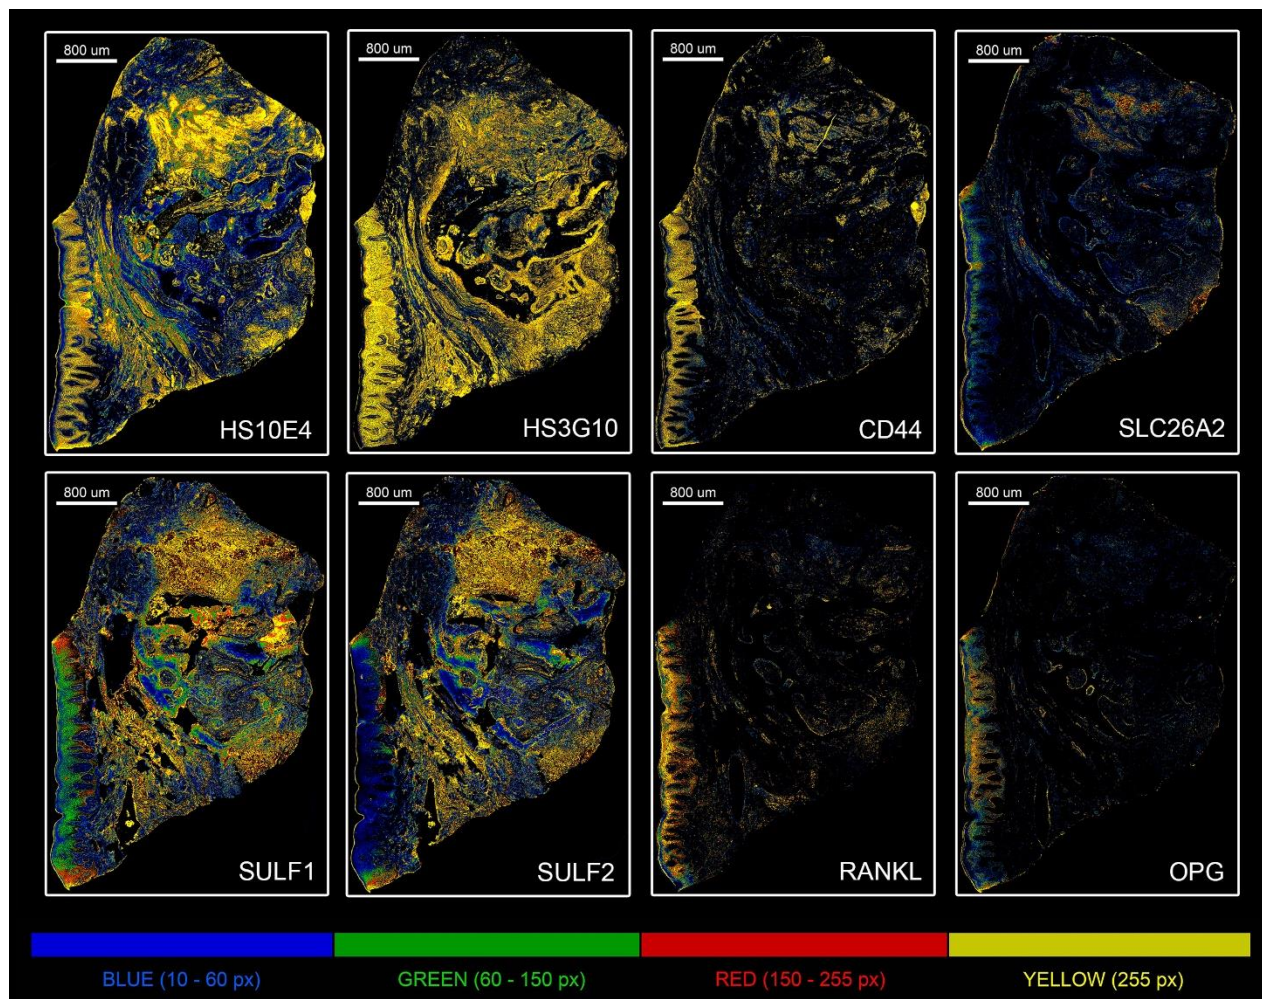 800 um
800 um
800 um
800 um
HS10E4
HS3G10
CD44
SLC26A2
800 um
800 um
800 um
800 um
SULF1
SULF2
RANKL
OPG
BLUE (10 - 60 px)
GREEN (60 - 150 px)
RED (150 - 255 px)
YELLOW (255 px)